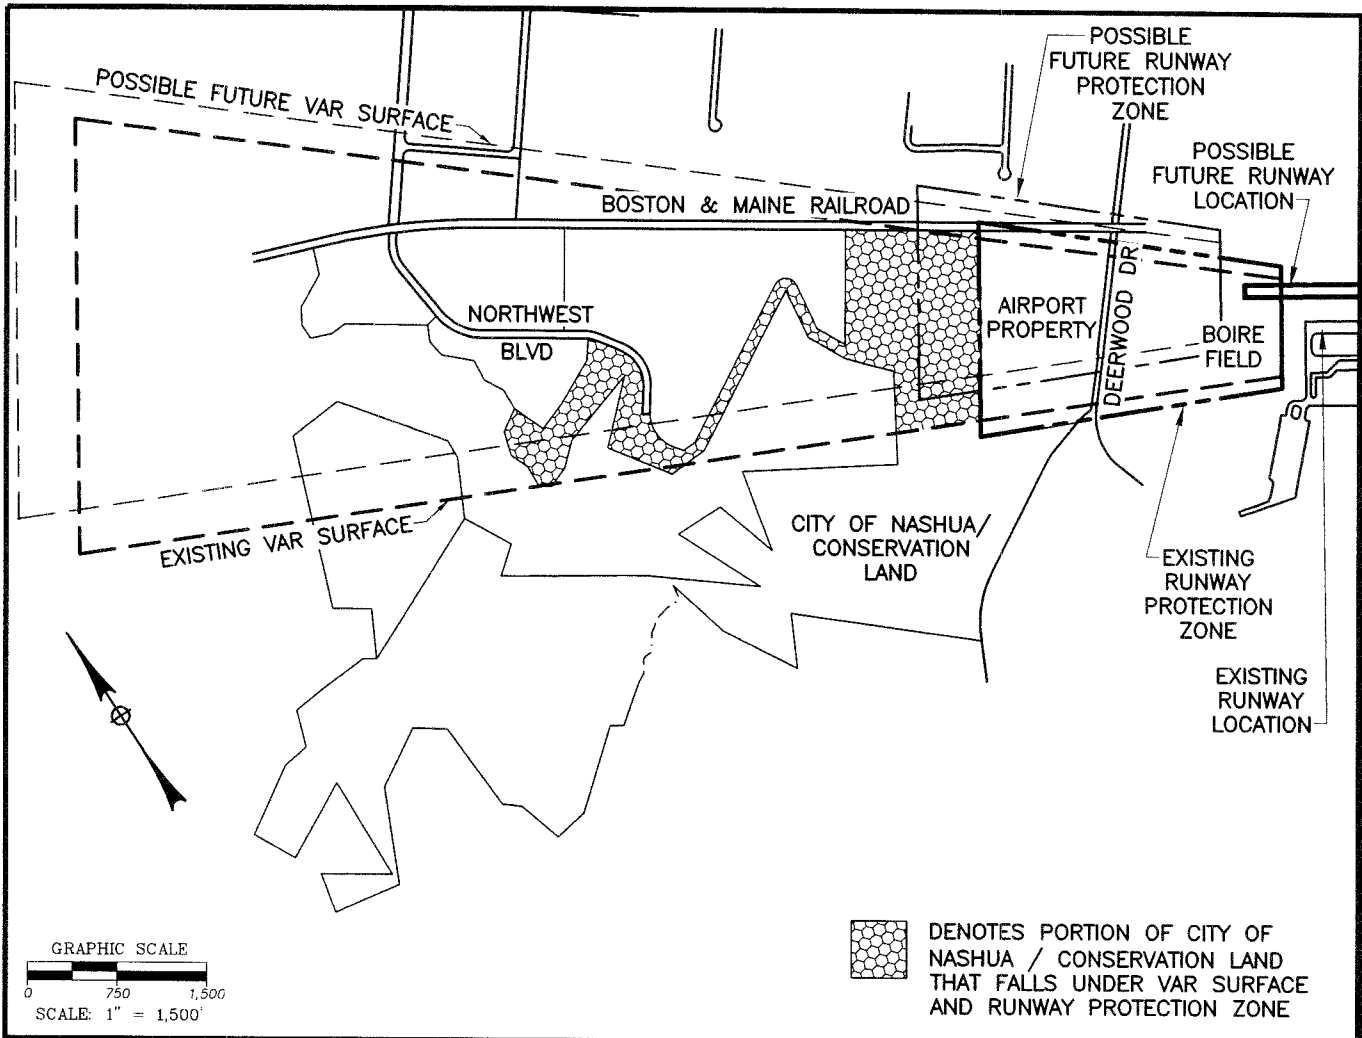 POSSIBLE
FUTURE RUNWAY
PROTECTION
ZONE
POSSIBLE FUTURE VAR SURFACE
POSSIBLE
FUTURE RUNWAY
LOCATION
BOSTON & MAINE RAILROAD
NORTHWEST
BLVD
AIRPORT
PROPERTY
DEERWOOD DR
BOIRE
FIELD
EXISTING VAR SURFACE
CITY OF NASHUA/
CONSERVATION
LAND
EXISTING
RUNWAY
PROTECTION
ZONE
EXISTING
RUNWAY
LOCATION
GRAPHIC SCALE
0 750 1,500
SCALE: 1" = 1,500'
DENOTES PORTION OF CITY OF
NASHUA / CONSERVATION LAND
THAT FALLS UNDER VAR SURFACE
AND RUNWAY PROTECTION ZONE